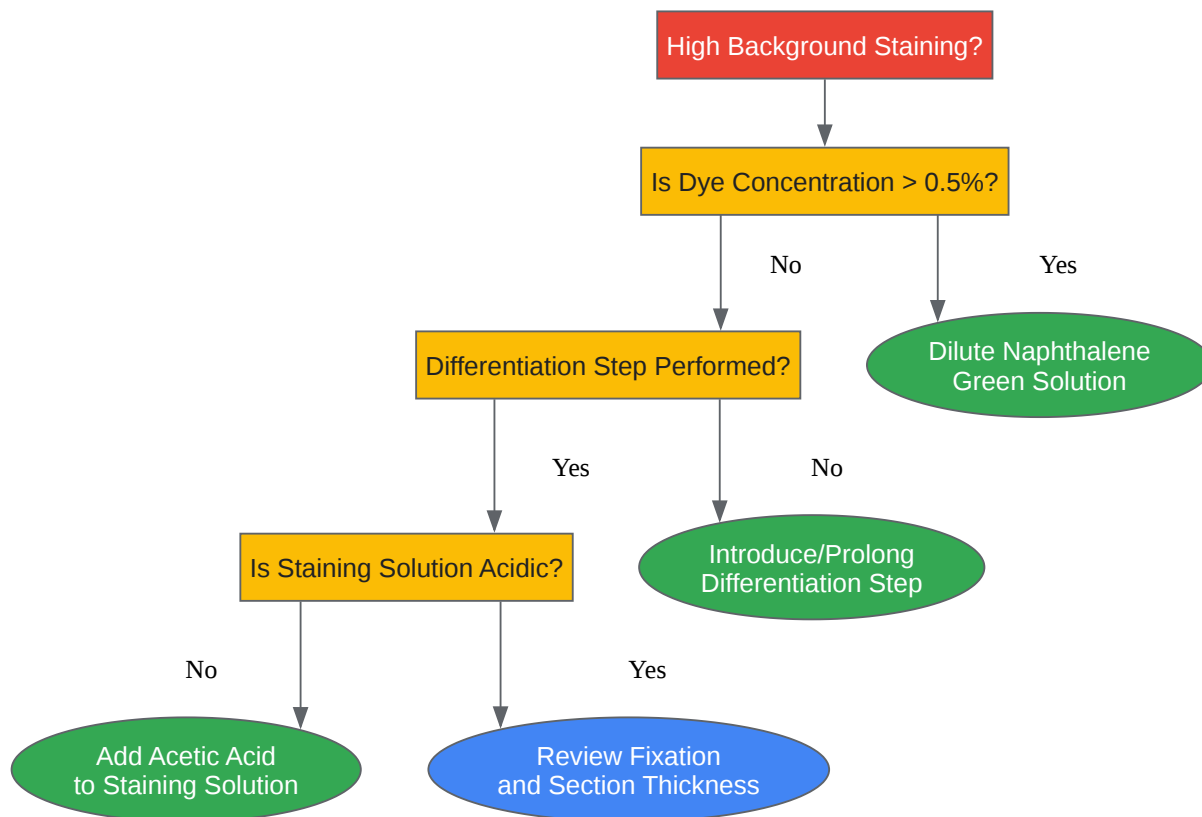 High Background Staining?
Is Dye Concentration > 0.5%?
No
Yes
Dilute Naphthalene
Green Solution
Differentiation Step Performed?
Yes
No
Introduce/Prolong
Differentiation Step
Is Staining Solution Acidic?
No
Yes
Add Acetic Acid
to Staining Solution
Review Fixation
and Section Thickness